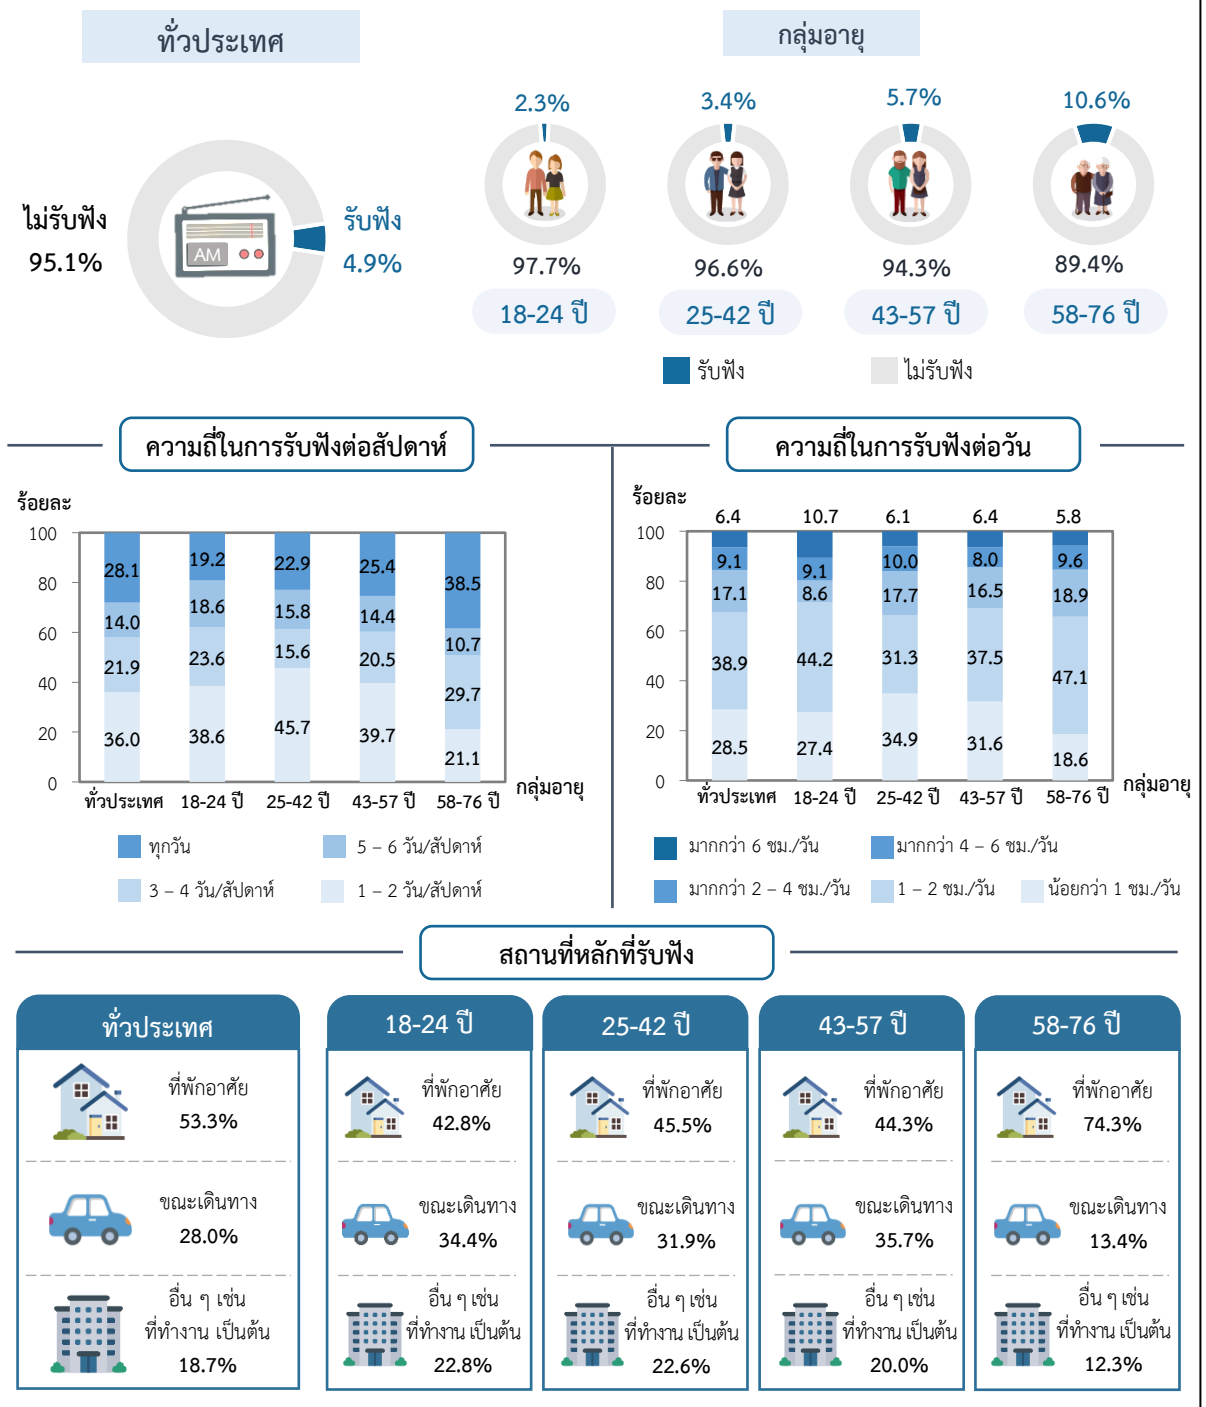 ทั่วประเทศ
กลุ่มอายุ
2.3%
3.4%
5.7%
10.6%
ไม่รับฟัง
95.1%
AM
รับฟัง
4.9%
97.7%
96.6%
94.3%
89.4%
18-24 ปี
25-42 ปี
43-57 ปี
58-76 ปี
รับฟัง
ไม่รับฟัง
ความถี่ในการรับฟังต่อสัปดาห์
ร้อยละ
100
80
60
40
20
0
28.1
14.0
21.9
36.0
19.2
18.6
23.6
38.6
22.9
15.8
15.6
45.7
25.4
14.4
20.5
39.7
38.5
10.7
29.7
21.1
ทั่วประเทศ
18-24 ปี
25-42 ปี
43-57 ปี
58-76 ปี
กลุ่มอายุ
ทุกวัน
5 – 6 วัน/สัปดาห์
3 – 4 วัน/สัปดาห์
1 – 2 วัน/สัปดาห์
ความถี่ในการรับฟังต่อวัน
ร้อยละ
100
80
60
40
20
0
6.4
9.1
17.1
38.9
28.5
10.7
9.1
8.6
44.2
27.4
6.1
10.0
17.7
31.3
34.9
6.4
8.0
16.5
37.5
31.6
5.8
9.6
18.9
47.1
18.6
ทั่วประเทศ
18-24 ปี
25-42 ปี
43-57 ปี
58-76 ปี
กลุ่มอายุ
มากกว่า 6 ชม./วัน
มากกว่า 4 – 6 ชม./วัน
มากกว่า 2 – 4 ชม./วัน
1 – 2 ชม./วัน
น้อยกว่า 1 ชม./วัน
สถานที่หลักที่รับฟัง
ทั่วประเทศ
ที่พักอาศัย
53.3%
ขณะเดินทาง
28.0%
อื่น ๆ เช่น
ที่ทำงาน เป็นต้น
18.7%
18-24 ปี
ที่พักอาศัย
42.8%
ขณะเดินทาง
34.4%
อื่น ๆ เช่น
ที่ทำงาน เป็นต้น
22.8%
25-42 ปี
ที่พักอาศัย
45.5%
ขณะเดินทาง
31.9%
อื่น ๆ เช่น
ที่ทำงาน เป็นต้น
22.6%
43-57 ปี
ที่พักอาศัย
44.3%
ขณะเดินทาง
35.7%
อื่น ๆ เช่น
ที่ทำงาน เป็นต้น
20.0%
58-76 ปี
ที่พักอาศัย
74.3%
ขณะเดินทาง
13.4%
อื่น ๆ เช่น
ที่ทำงาน เป็นต้น
12.3%